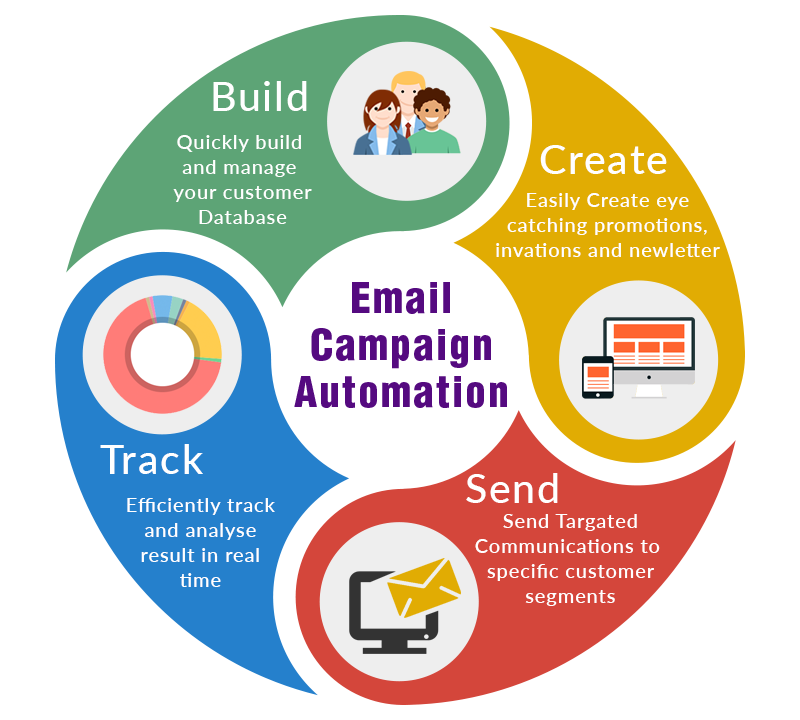 Build
Quickly build
and manage
your customer
Database
Create
Easily Create eye
catching promotions,
invations and newletter
Email
Campaign
Automation
Send
Send Targated
Communications to
specific customer
segments
Track
Efficiently track
and analyse
result in real
time